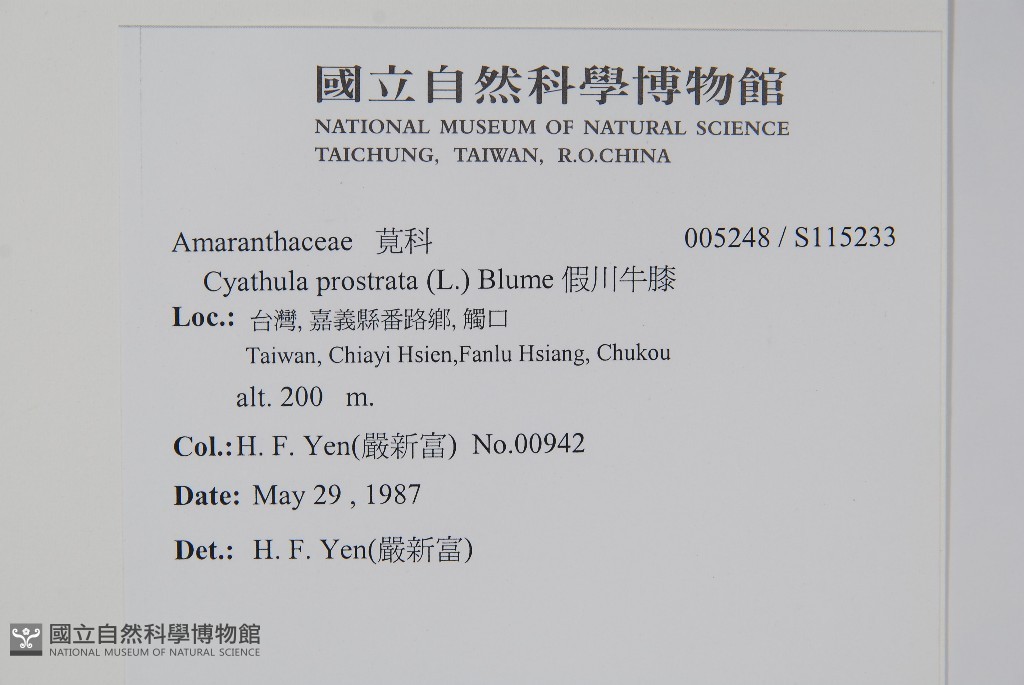 國立自然科學博物館
NATIONAL MUSEUM OF NATURAL SCIENCE
TAICHUNG, TAIWAN, R.O.CHINA
Amaranthaceae 莧科 005248 / S115233
Cyathula prostrata (L.) Blume 假川牛膝
Loc.: 台灣, 嘉義縣番路鄉, 觸口
Taiwan, Chiayi Hsien,Fanlu Hsiang, Chukou
alt. 200 m.
Col.:H. F. Yen(嚴新富) No.00942
Date: May 29 , 1987
Det.: H. F. Yen(嚴新富)
國立自然科學博物館
NATIONAL MUSEUM OF NATURAL SCIENCE